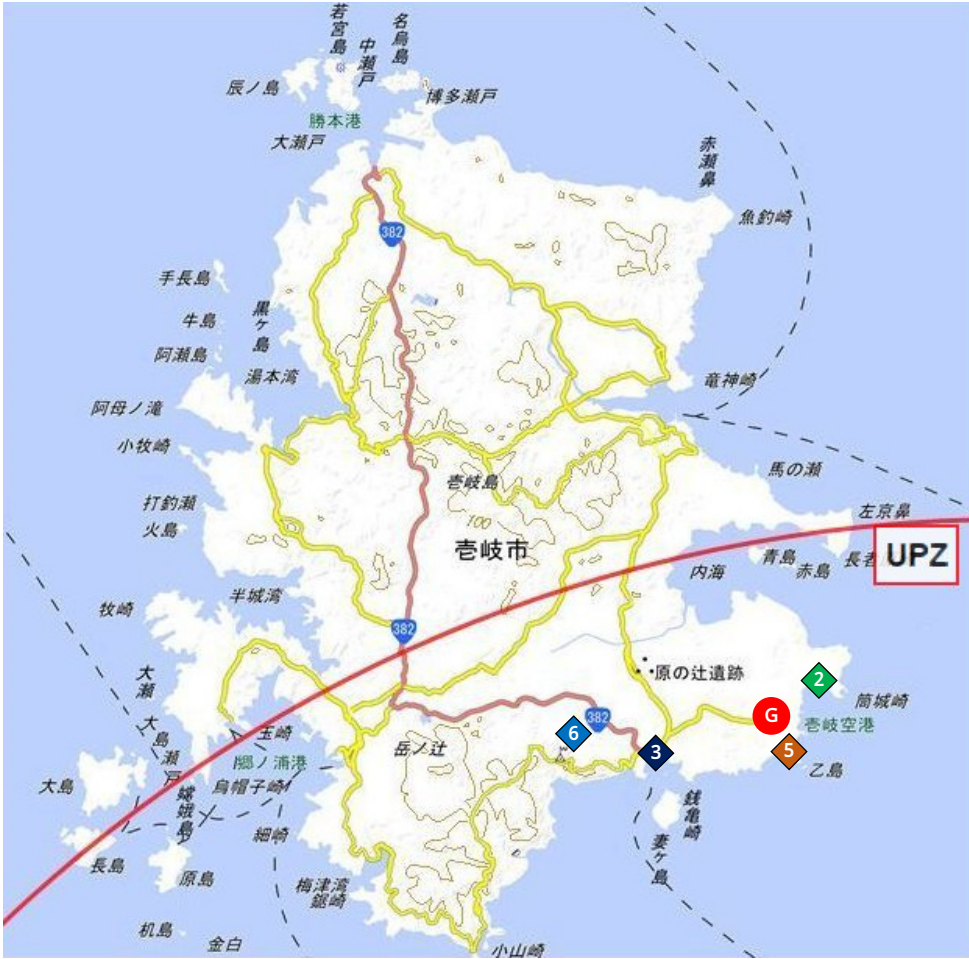 若宮島
名烏島
中瀬戸
辰ノ島
博多瀬戸
勝本港
大瀬戸
赤瀬鼻
魚釣崎
382
手長島
黒ヶ島
牛島
阿瀬島
湯本湾
竜神崎
阿母ノ滝
小牧崎
馬の瀬
壱岐島
打釣瀬
100
左京鼻
火島
壱岐市
青島
長者
UPZ
内海
赤島
半城湾
牧崎
382
原の辻遺跡
大瀬
2
筒城崎
大島瀬戸
玉崎
382
G
壱岐空港
6
岳ノ辻
3
5
郷ノ浦港
乙島
大島
烏帽子崎
嫦娥島
銭亀崎
細崎
妻ヶ島
長島
原島
梅津湾
鋸崎
机島
金白
小山崎